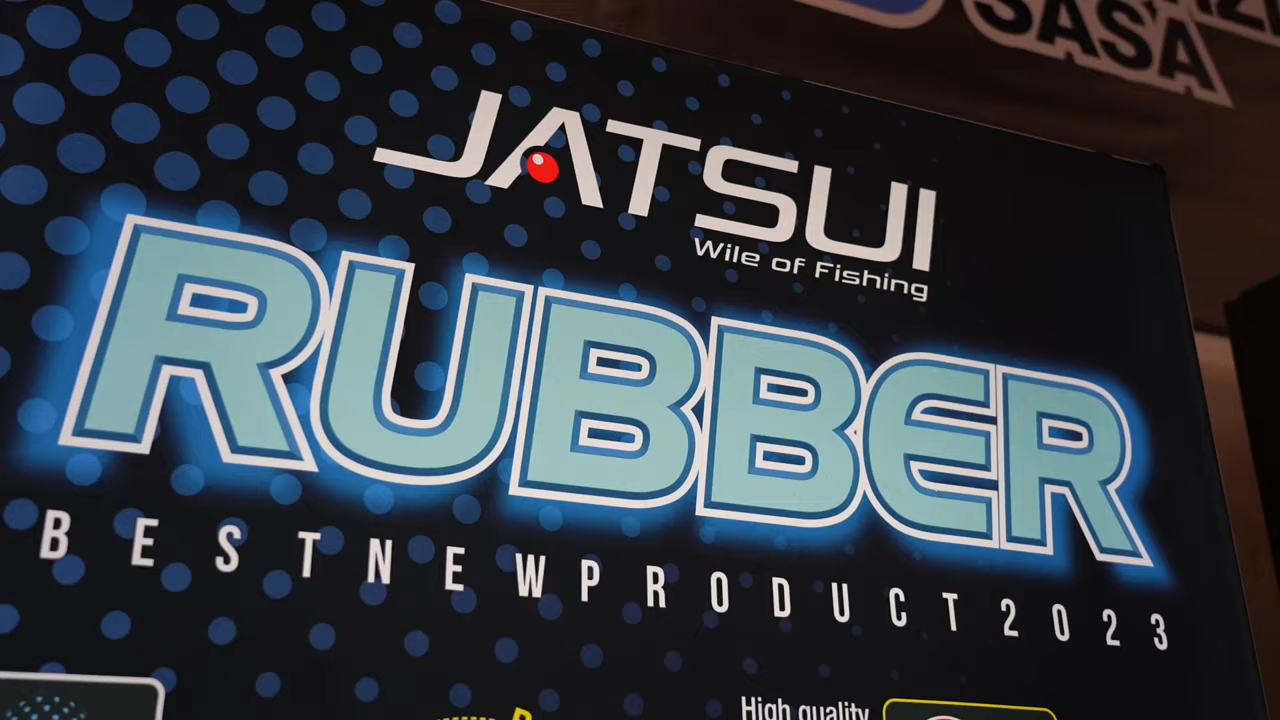 SASA
JATSUI
Wile of Fishing
RUBBER
BEST NEW PRODUCT 2023
High quality